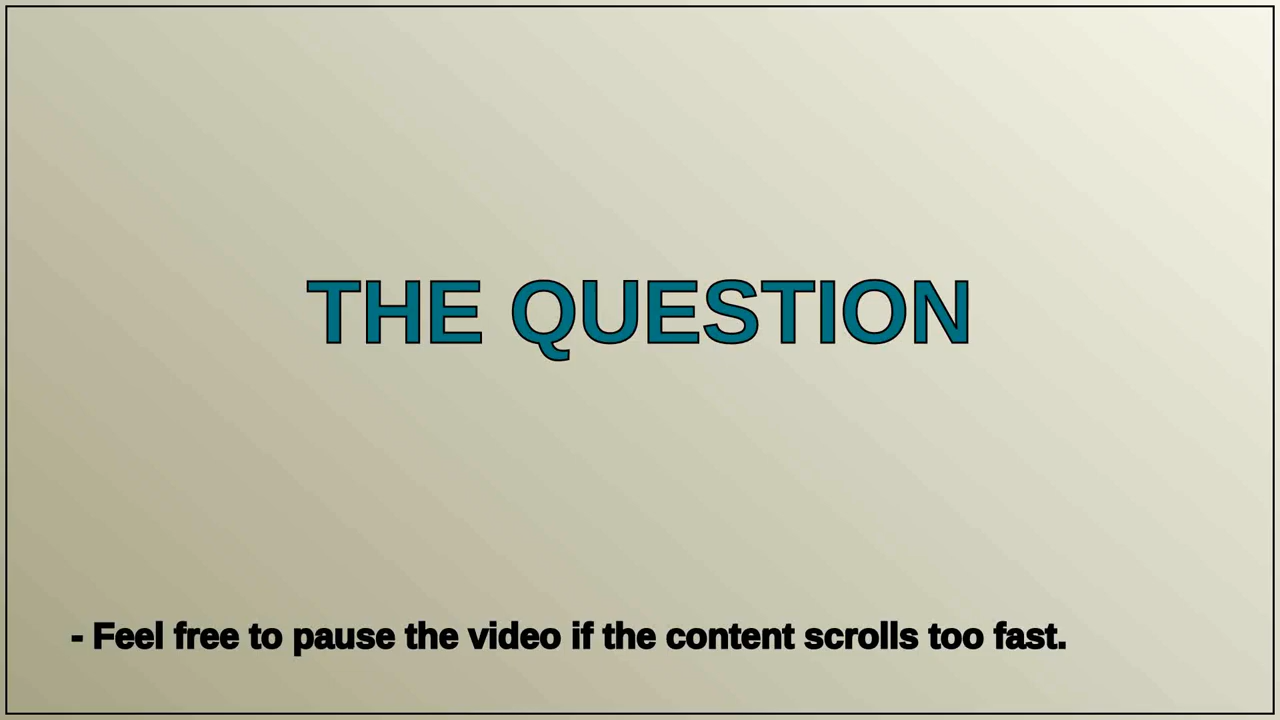 THE QUESTION
- Feel free to pause the video if the content scrolls too fast.